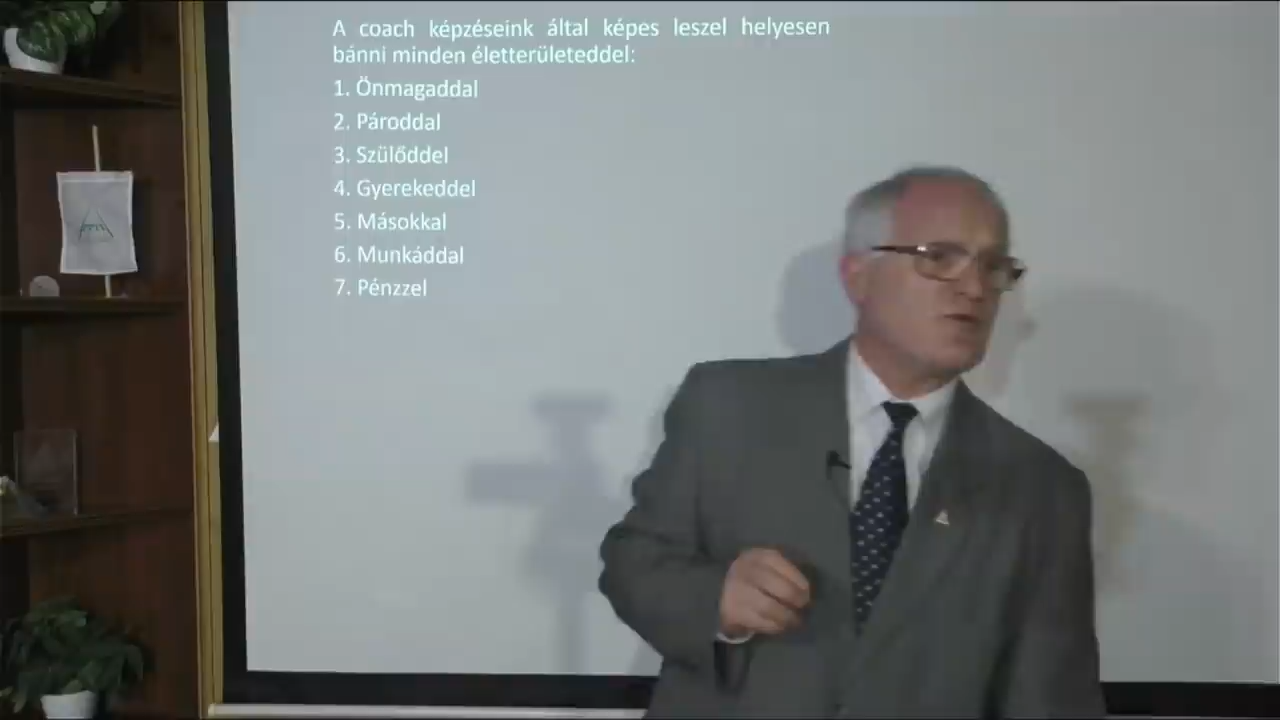 A coach képzéseink által képes leszel helyesen
bánni minden életterületeddel:
1. Önmagaddal
2. Pároddal
3. Szülőddel
4. Gyerekeddel
5. Másokkal
6. Munkáddal
7. Pénzzel